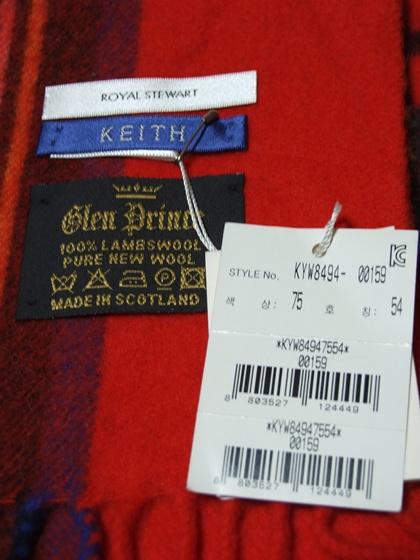 ROYAL STEWART
KEITH
Glen Prince
100% LAMBSWOOL
PURE NEW WOOL
MADE IN SCOTLAND
STYLE No. KYW8494- 00159
색 상: 75 호 칭: 54
*KYW84947554*
00159
8 803527 124449
*KYW84947554*
00159
8 803527 124449